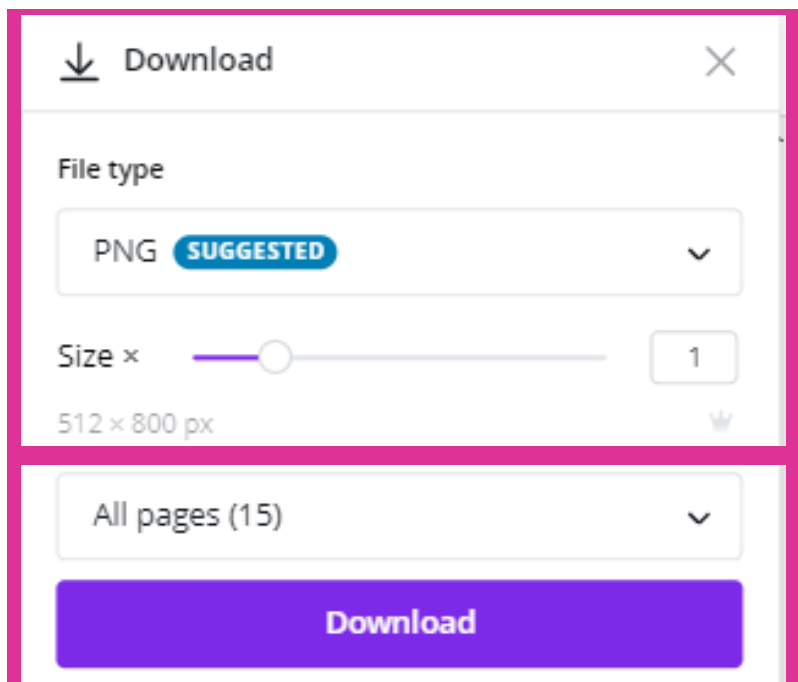 Download
File type
PNG SUGGESTED
Size × 1
512 × 800 px
All pages (15)
Download